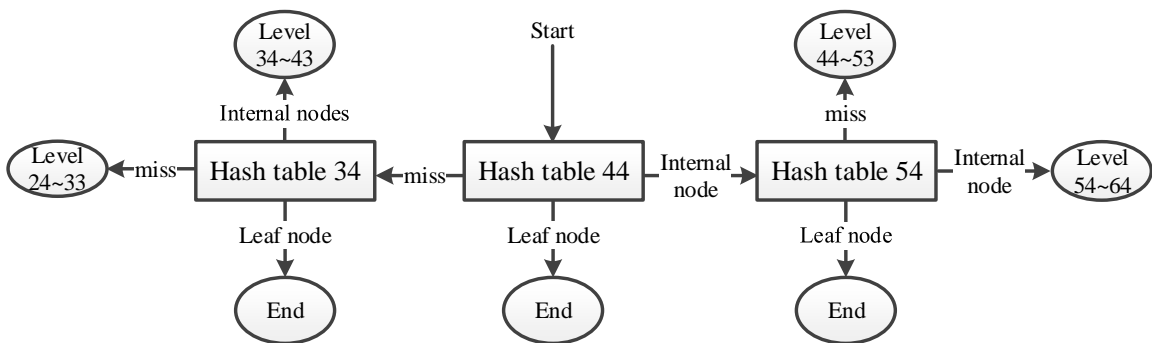 Level
34~43
Start
Level
44~53
Internal nodes
miss
Level
24~33
miss
Hash table 34
miss
Hash table 44
Internal
node
Hash table 54
Internal
node
Level
54~64
Leaf node
Leaf node
Leaf node
End
End
End